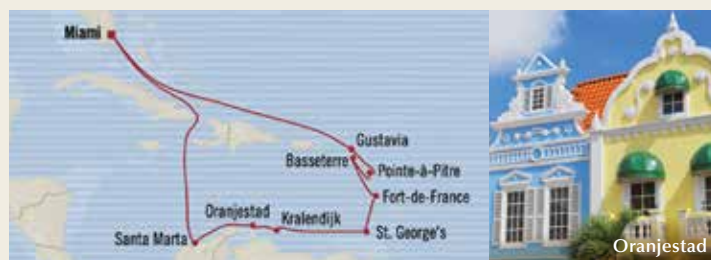 Miami
Gustavia
Basseterre
Pointe-à-Pitre
Fort-de-France
Oranjestad
Kralendijk
Santa Marta
St. George's
Oranjestad